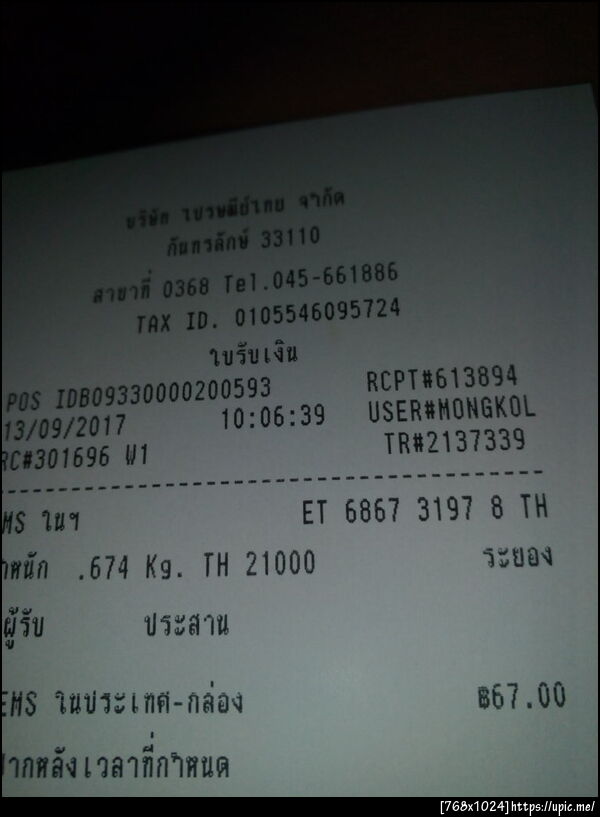 บริษัท ไปรษณีย์ไทย จำกัด
กันทรลักษ์ 33110
สาขาที่ 0368 Tel.045-661886
TAX ID. 0105546095724
ใบรับเงิน
POS IDB09330000200593 RCPT#613894
13/09/2017 10:06:39 USER#MONGKOL
RC#301696 W1 TR#2137339
EMS ในฯ ET 6867 3197 8 TH
หนัก .674 Kg. TH 21000 ระยอง
ผู้รับ ประสาน
EMS ในประเทศ-กล่อง ฿67.00
ฝากหลังเวลาที่กำหนด
[768x1024] https://upic.me/